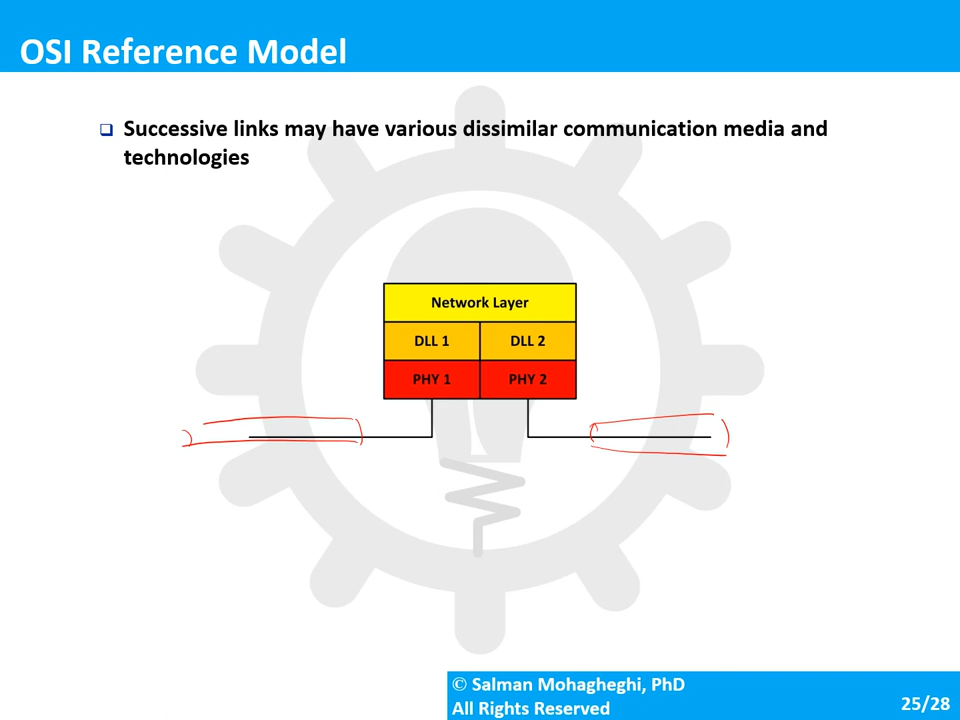 OSI Reference Model
❑ Successive links may have various dissimilar communication media and
technologies
Network Layer
DLL 1 DLL 2
PHY 1 PHY 2
© Salman Mohagheghi, PhD
All Rights Reserved
25/28